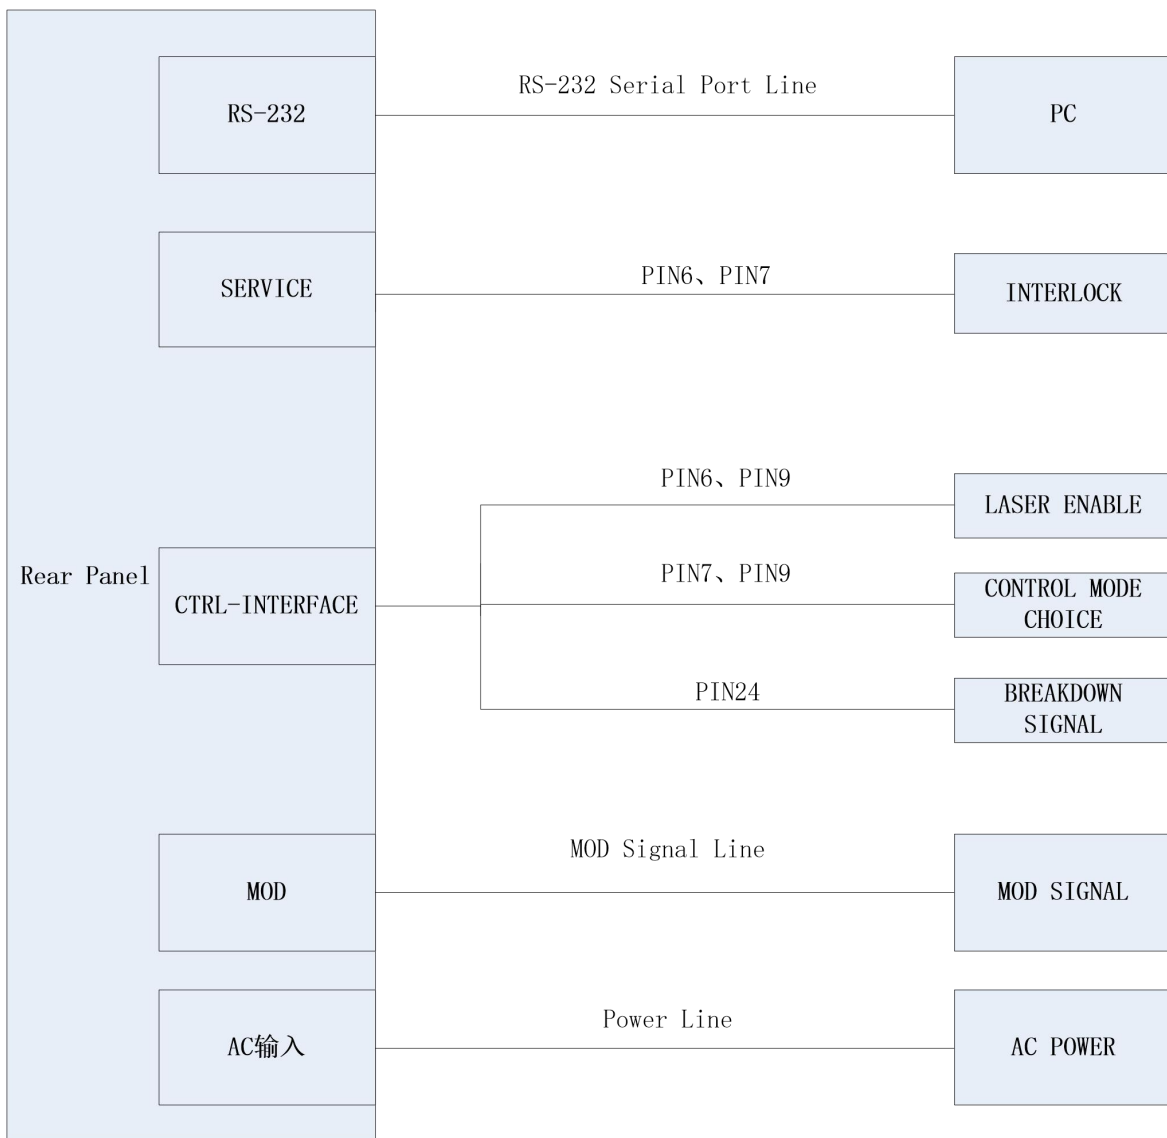 RS-232 Serial Port Line
RS-232
PC
PIN6、PIN7
SERVICE
INTERLOCK
PIN6、PIN9
LASER ENABLE
Rear Panel
PIN7、PIN9
CTRL-INTERFACE
CONTROL MODE
CHOICE
PIN24
BREAKDOWN
SIGNAL
MOD Signal Line
MOD
MOD SIGNAL
Power Line
AC输入
AC POWER